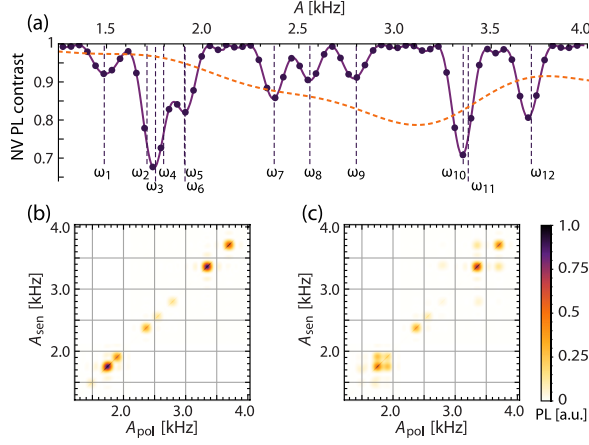 A [kHz]
(a) 1.5 2.0 2.5 3.0 3.5 4.0
NV PL contrast
1
0.9
0.8
0.7
ω1 ω2 ω3 ω4 ω5 ω6 ω7 ω8 ω9 ω10 ω11 ω12
(b)
4.0
3.0
2.0
Asen [kHz]
2.0 3.0 4.0
Apol [kHz]
(c)
4.0
3.0
2.0
Asen [kHz]
2.0 3.0 4.0
Apol [kHz]
1.0
0.75
0.5
0.25
0
PL [a.u.]